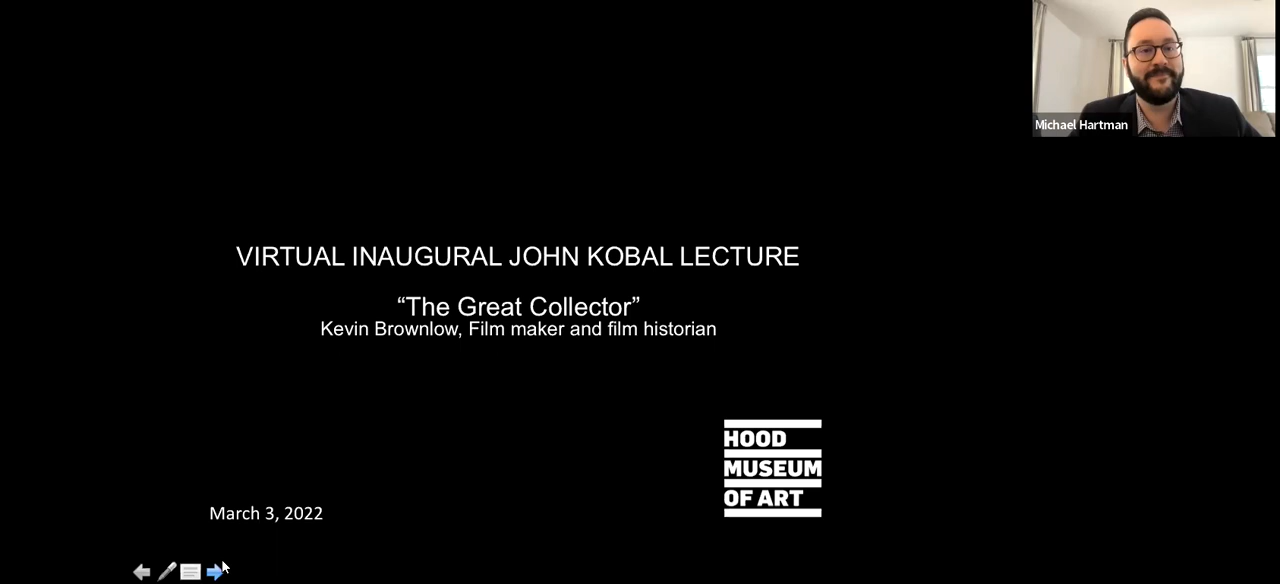 Michael Hartman
VIRTUAL INAUGURAL JOHN KOBAL LECTURE
“The Great Collector”
Kevin Brownlow, Film maker and film historian
HOOD
MUSEUM
OF ART
March 3, 2022